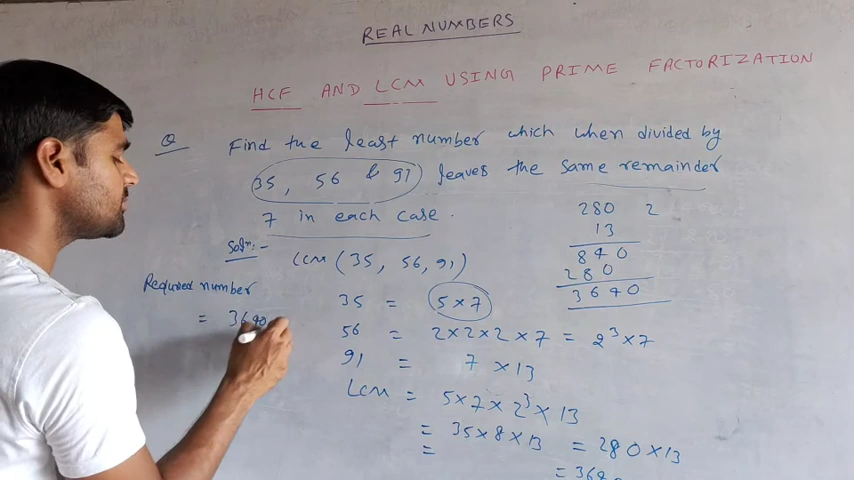 REAL NUMBERS
HCF AND LCM USING PRIME FACTORIZATION
Q Find the least number which when divided by
35, 56 & 91 leaves the same remainder
7 in each case.
Soln:-
LCM (35, 56, 91)
35 = 5×7
56 = 2×2×2×7 = 2³×7
91 = 7×13
LCM = 5×7×2³×13
= 35×8×13 = 280×13
=
= 3640
280 2
13
840
280
3640
Required number
= 3640